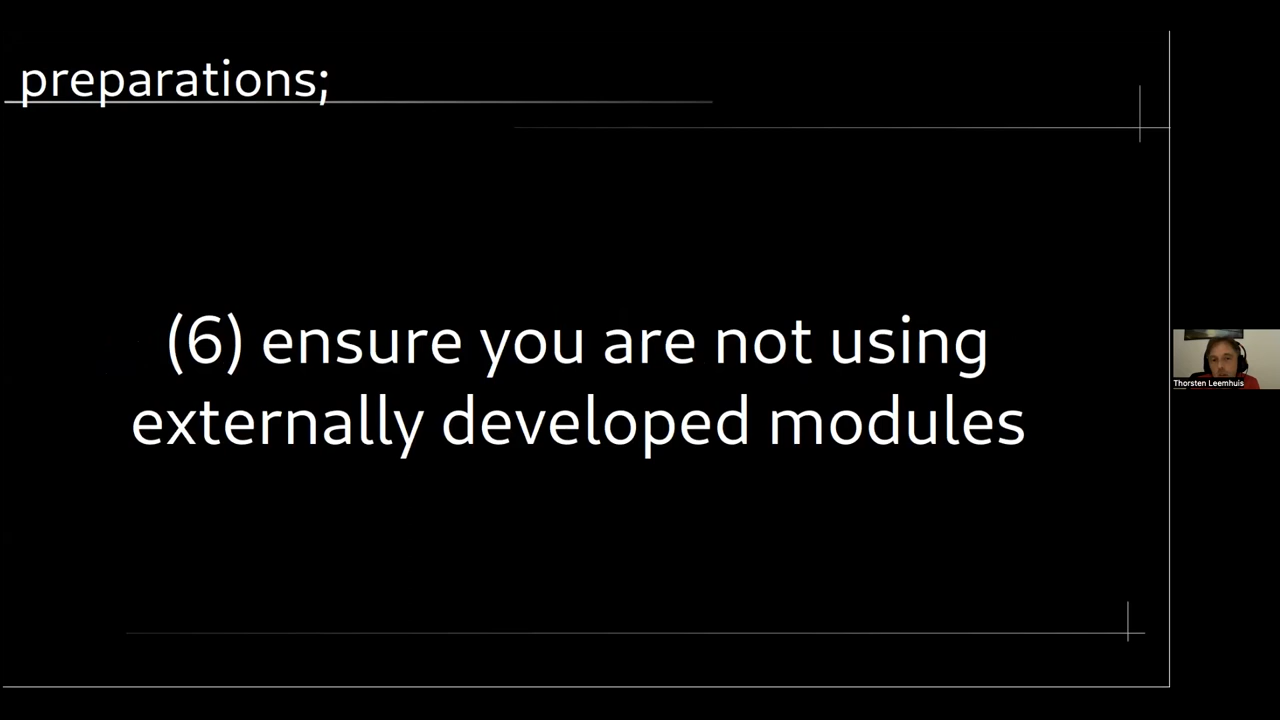 preparations;
(6) ensure you are not using
externally developed modules
Thorsten Leemhuis